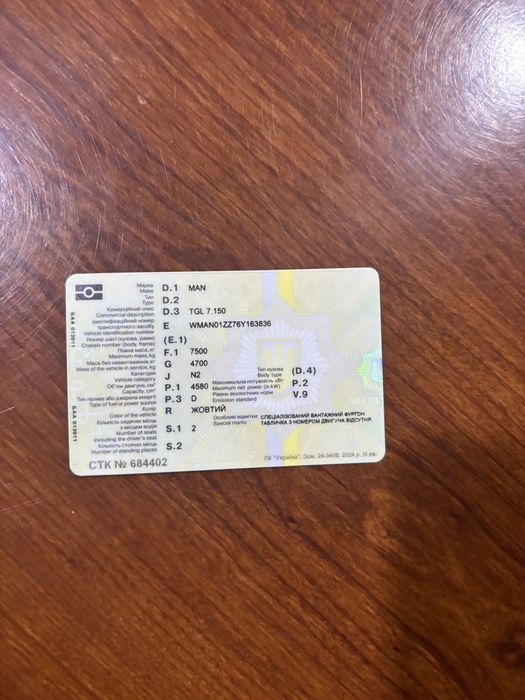 Марка D.1 MAN
Make
Тип D.2
Type
Комерційний опис D.3 TGL 7.150
Commercial description
Ідентифікаційний номер
транспортного засобу E WMAN01ZZ76Y163836
Vehicle identification number
Номер шасі (кузова, рами) (E.1)
Chassis number (body, frame)
Повна маса, кг F.1 7500
Maximum mass, kg
Маса без навантаження, кг G 4700
Mass of the vehicle in service, kg
Категорія J N2
Vehicle category
Об'єм двигуна, см³ P.1 4580
Capacity, cm³
Тип палива або джерела енергії P.3 D
Type of fuel or power source
Колір R ЖОВТИЙ
Color of the vehicle
Кількість сидячих місць
з місцем водія S.1 2
Number of seats
including the driver's seat
Кількість стоячих місць S.2
Number of standing places
Тип кузова (D.4)
Body type
Максимальна потужність кВт P.2
Maximum net power (in kW)
Рівень екологічних норм V.9
Emission standard
Особливі відмітки СПЕЦІАЛІЗОВАНИЙ ВАНТАЖНИЙ ФУРГОН
Special marks ТАБЛИЧКА З НОМЕРОМ ДВИГУНА ВІДСУТНЯ
СТК № 684402
ПК "Україна". Зам. 24-3409, 2024 р. III кв.
БАА 013011
БАА 013011